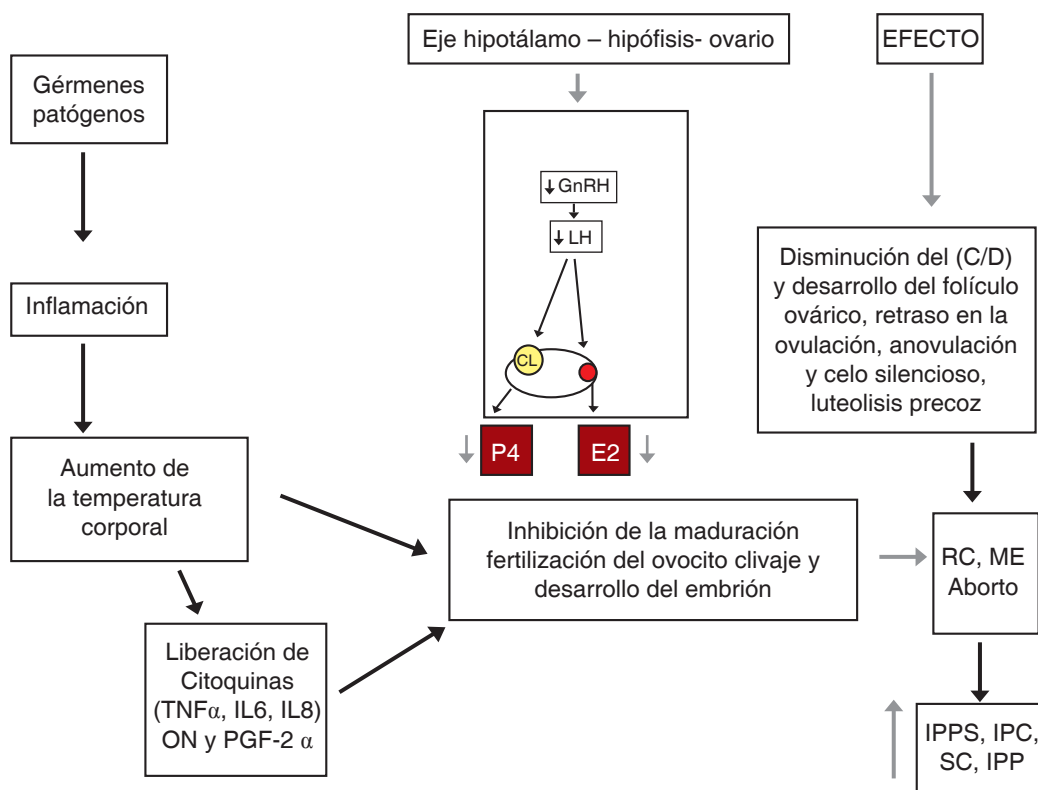 Eje hipotálamo – hipófisis- ovario
EFECTO
Gérmenes
patógenos
GnRH
LH
CL
P4
E2
Inflamación
Disminución del (C/D)
y desarrollo del folículo
ovárico, retraso en la
ovulación, anovulación
y celo silencioso,
luteolisis precoz
Aumento de
la temperatura
corporal
Inhibición de la maduración
fertilización del ovocito clivaje y
desarrollo del embrión
RC, ME
Aborto
Liberación de
Citoquinas
(TNFα, IL6, IL8)
ON y PGF-2 α
IPPS, IPC,
SC, IPP